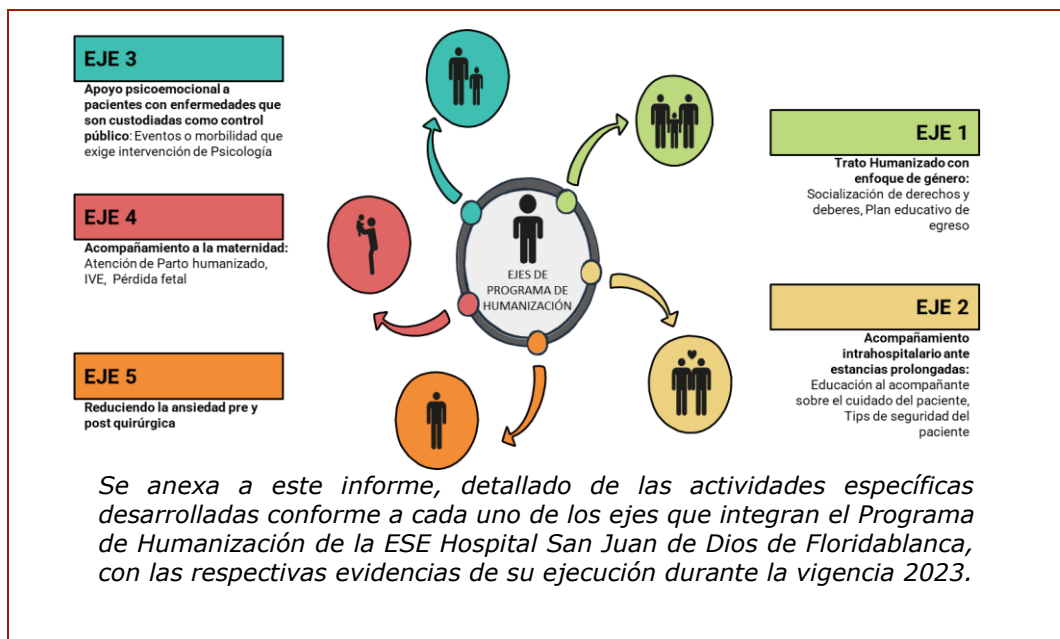 EJE 3
Apoyo psicoemocional a
pacientes con enfermedades que
son custodiadas como control
público: Eventos o morbilidad que
exige intervención de Psicología
EJE 4
Acompañamiento a la maternidad:
Atención de Parto humanizado,
IVE, Pérdida fetal
EJE 5
Reduciendo la ansiedad pre y
post quirúrgica
EJES DE
PROGRAMA DE
HUMANIZACIÓN
EJE 1
Trato Humanizado con
enfoque de género:
Socialización de derechos y
deberes, Plan educativo de
egreso
EJE 2
Acompañamiento
intrahospitalario ante
estancias prolongadas:
Educación al acompañante
sobre el cuidado del paciente,
Tips de seguridad del
paciente
Se anexa a este informe, detallado de las actividades específicas
desarrolladas conforme a cada uno de los ejes que integran el Programa
de Humanización de la ESE Hospital San Juan de Dios de Floridablanca,
con las respectivas evidencias de su ejecución durante la vigencia 2023.